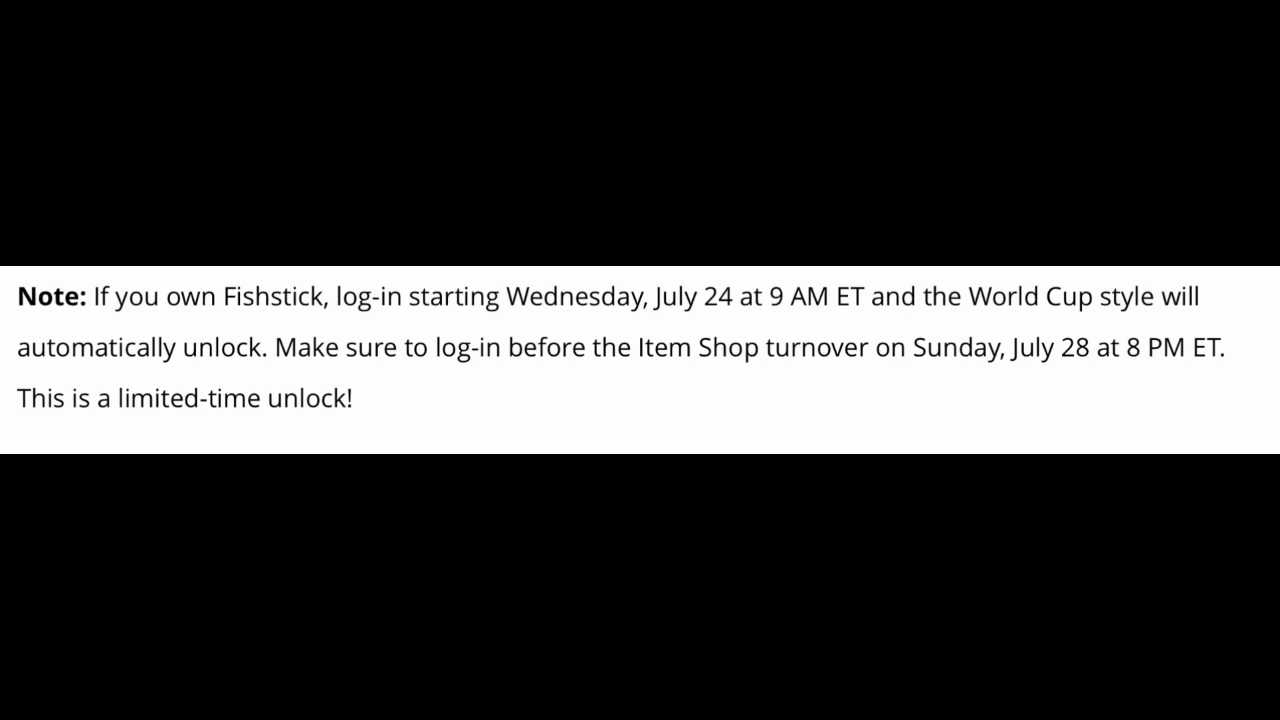 Note: If you own Fishstick, log-in starting Wednesday, July 24 at 9 AM ET and the World Cup style will
automatically unlock. Make sure to log-in before the Item Shop turnover on Sunday, July 28 at 8 PM ET.
This is a limited-time unlock!